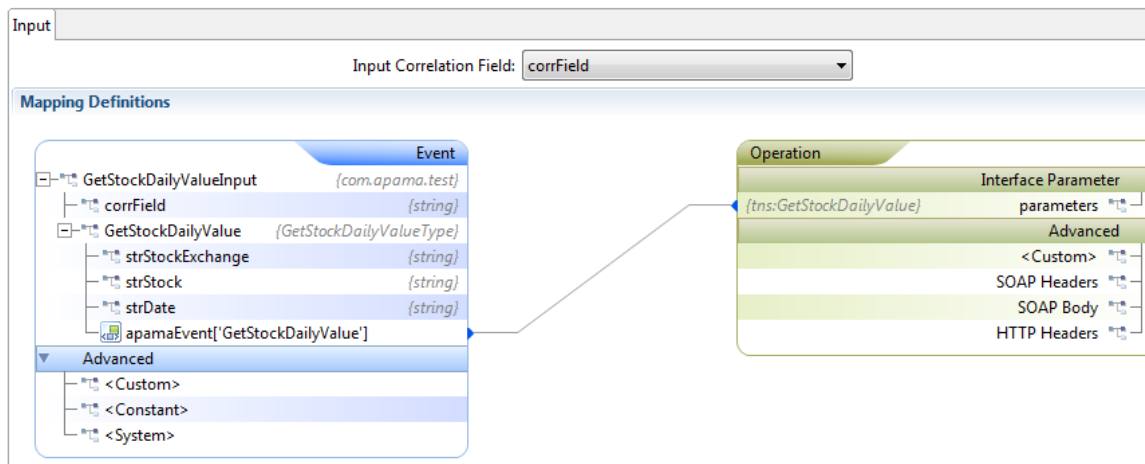 Input
Input Correlation Field: corrField
Mapping Definitions
Event
GetStockDailyValueInput {com.apama.test}
corrField {string}
GetStockDailyValue {GetStockDailyValueType}
strStockExchange {string}
strStock {string}
strDate {string}
apamaEvent['GetStockDailyValue']
Advanced
<Custom>
<Constant>
<System>
Operation
Interface Parameter
{tns:GetStockDailyValue} parameters
Advanced
<Custom>
SOAP Headers
SOAP Body
HTTP Headers